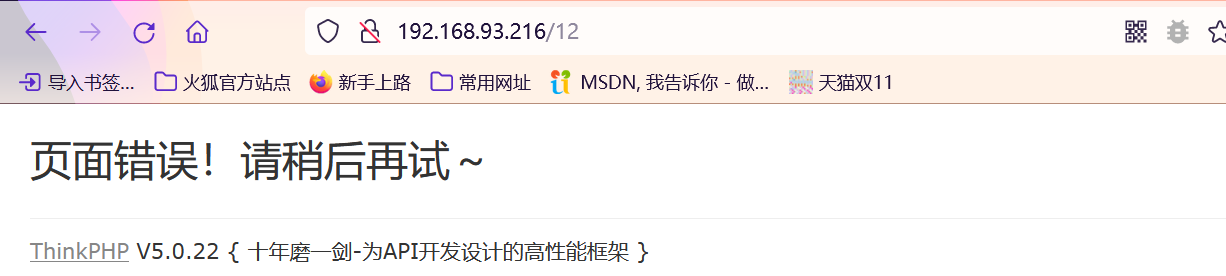 192.168.93.216/12
导入书签... 火狐官方站点 新手上路 常用网址 MSDN, 我告诉你 - 做... 天猫双11
页面错误！请稍后再试～
ThinkPHP V5.0.22 { 十年磨一剑-为API开发设计的高性能框架 }